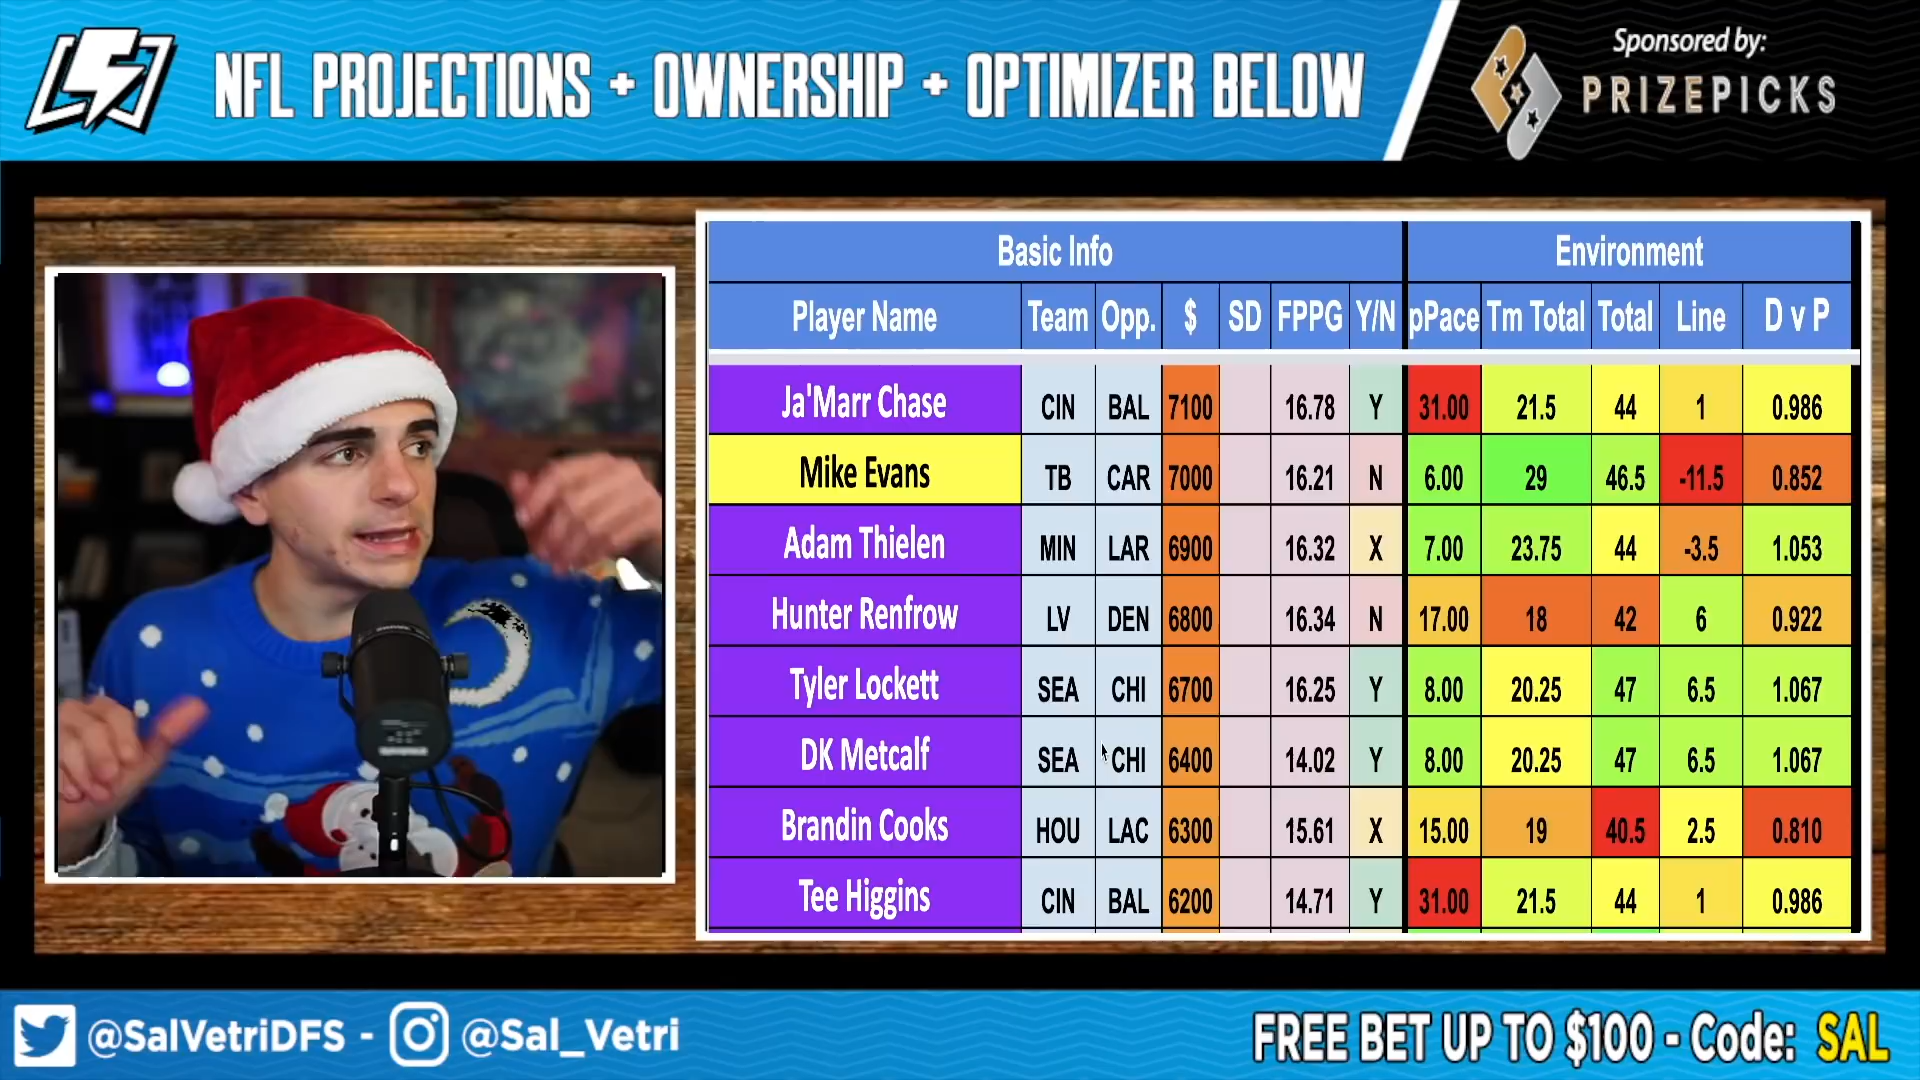 NFL PROJECTIONS + OWNERSHIP + OPTIMIZER BELOW
Sponsored by:
PRIZEPICKS
Basic Info Environment
Player Name Team Opp. $ SD FPPG Y/N pPace Tm Total Total Line D v P
Ja'Marr Chase CIN BAL 7100 16.78 Y 31.00 21.5 44 1 0.986
Mike Evans TB CAR 7000 16.21 N 6.00 29 46.5 -11.5 0.852
Adam Thielen MIN LAR 6900 16.32 X 7.00 23.75 44 -3.5 1.053
Hunter Renfrow LV DEN 6800 16.34 N 17.00 18 42 6 0.922
Tyler Lockett SEA CHI 6700 16.25 Y 8.00 20.25 47 6.5 1.067
DK Metcalf SEA CHI 6400 14.02 Y 8.00 20.25 47 6.5 1.067
Brandin Cooks HOU LAC 6300 15.61 X 15.00 19 40.5 2.5 0.810
Tee Higgins CIN BAL 6200 14.71 Y 31.00 21.5 44 1 0.986
@SalVetriDFS - @Sal_Vetri
FREE BET UP TO $100 - Code: SAL